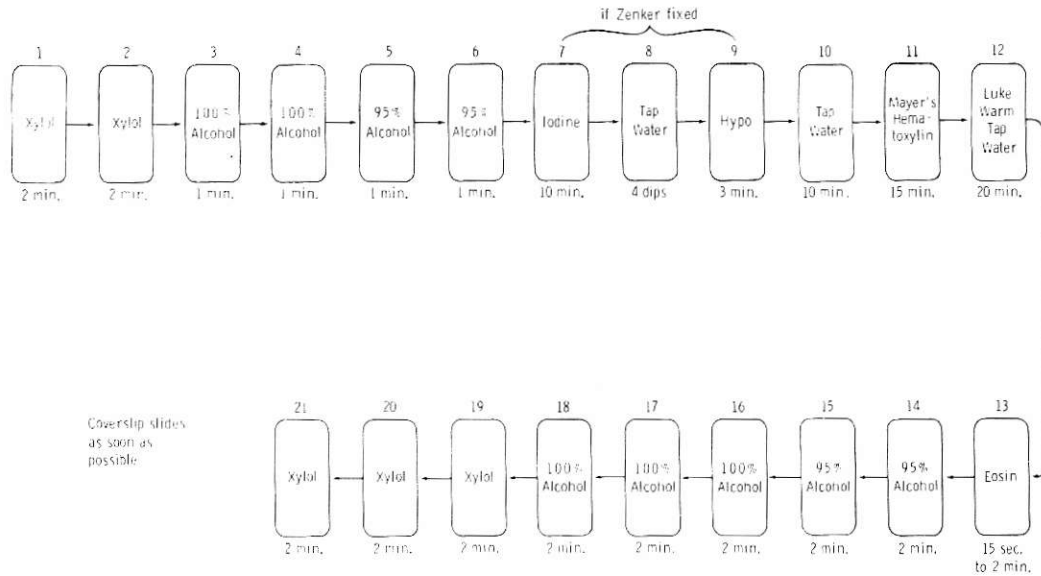 if Zenker fixed
1
Xylol
2 min.
2
Xylol
2 min.
3
100%
Alcohol
1 min.
4
100%
Alcohol
1 min.
5
95%
Alcohol
1 min.
6
95%
Alcohol
1 min.
7
Iodine
10 min.
8
Tap
Water
4 dips
9
Hypo
3 min.
10
Tap
Water
10 min.
11
Mayer's
Hema-
toxylin
15 min.
12
Luke
Warm
Tap
Water
20 min.
13
Eosin
15 sec.
to 2 min.
14
95%
Alcohol
2 min.
15
95%
Alcohol
2 min.
16
100%
Alcohol
2 min.
17
100%
Alcohol
2 min.
18
100%
Alcohol
2 min.
19
Xylol
2 min.
20
Xylol
2 min.
21
Xylol
2 min.
Coverslip slides
as soon as
possible